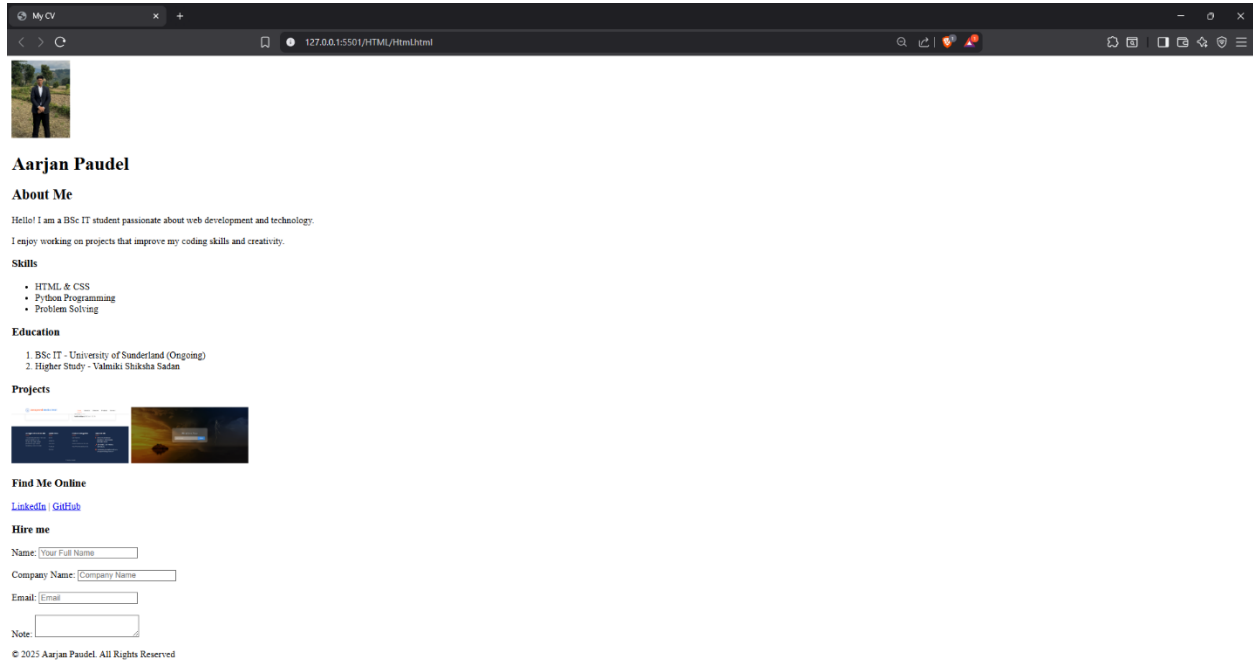 My CV
127.0.0.1:5501/HTML/Html.html
Aarjan Paudel
About Me
Hello! I am a BSc IT student passionate about web development and technology.
I enjoy working on projects that improve my coding skills and creativity.
Skills
HTML & CSS
Python Programming
Problem Solving
Education
1. BSc IT - University of Sunderland (Ongoing)
2. Higher Study - Valmiki Shiksha Sadan
Projects
Find Me Online
LinkedIn | GitHub
Hire me
Name: Your Full Name
Company Name: Company Name
Email: Email
Note:
© 2025 Aarjan Paudel. All Rights Reserved